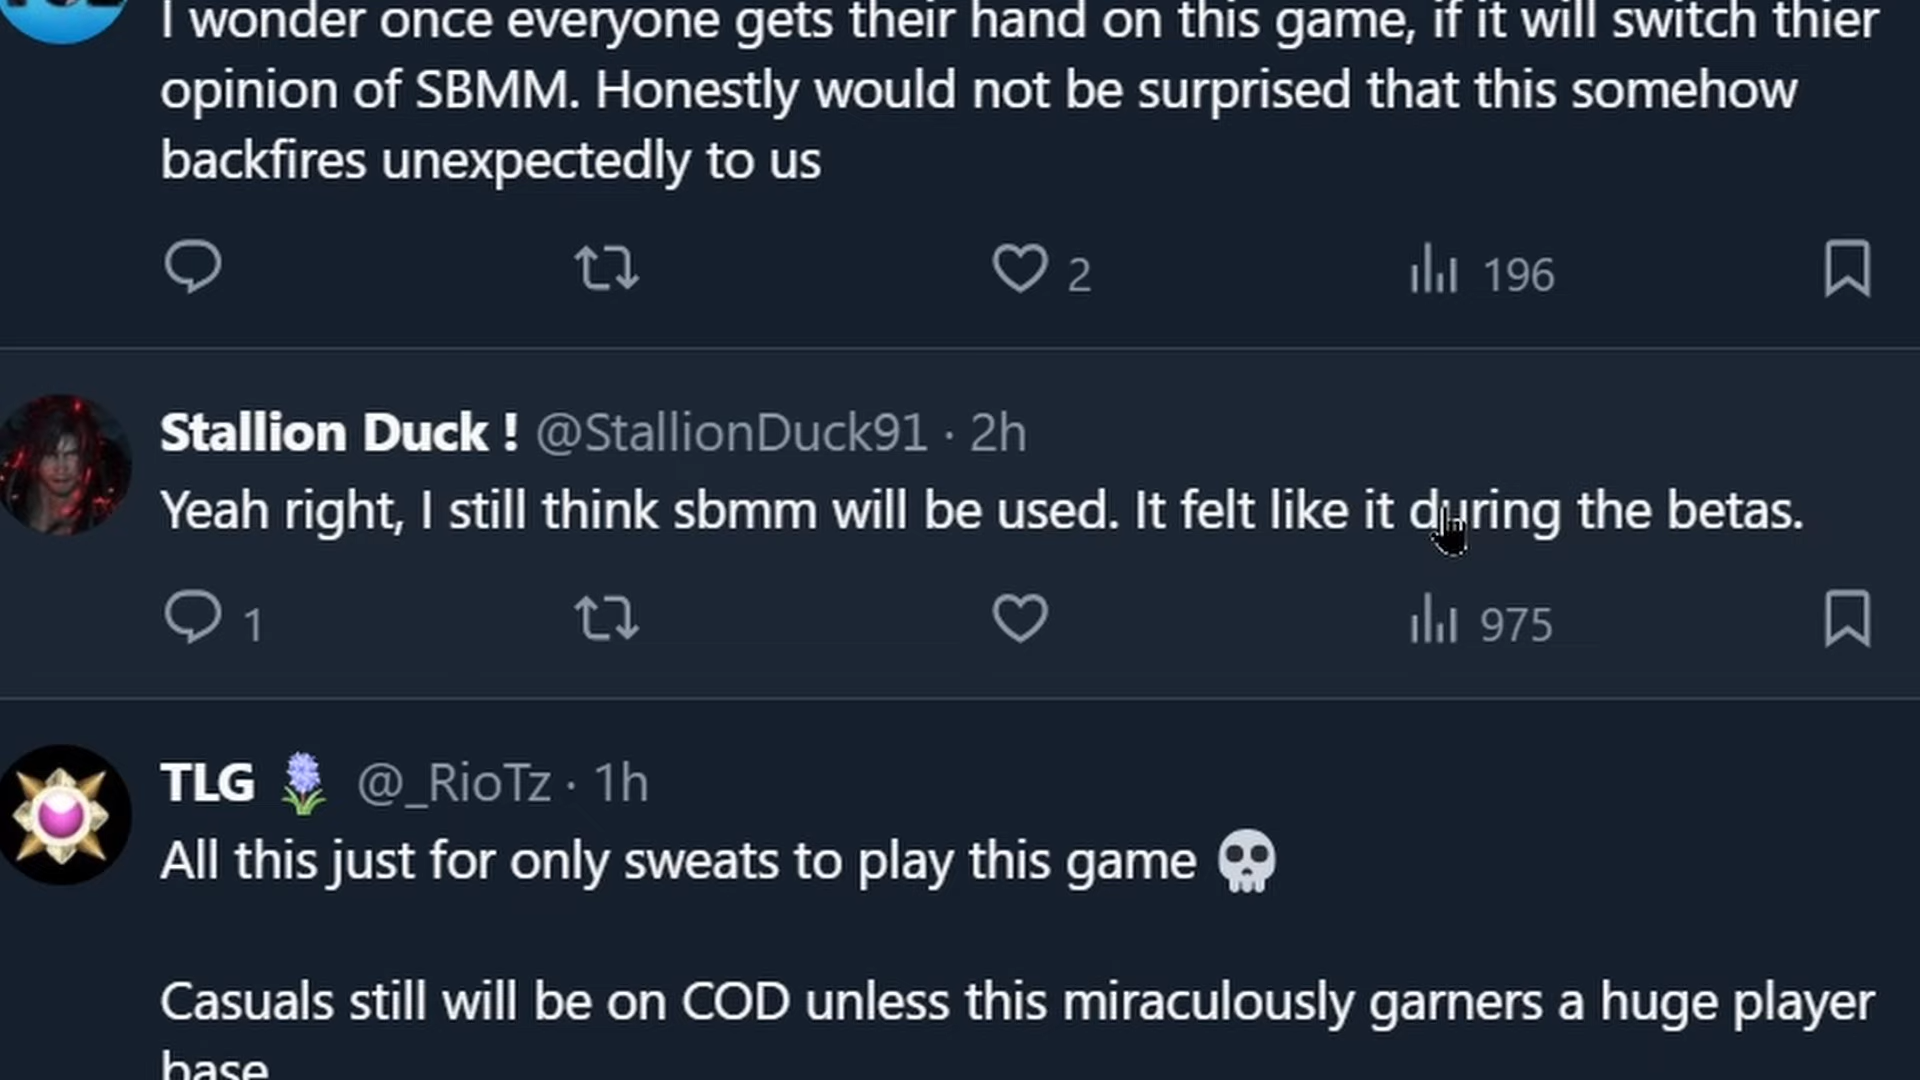 I wonder once everyone gets their hand on this game, if it will switch thier
opinion of SBMM. Honestly would not be surprised that this somehow
backfires unexpectedly to us
2 196
Stallion Duck ! @StallionDuck91 · 2h
Yeah right, I still think sbmm will be used. It felt like it during the betas.
1 975
TLG 🪻 @_RioTz · 1h
All this just for only sweats to play this game 💀
Casuals still will be on COD unless this miraculously garners a huge player
base